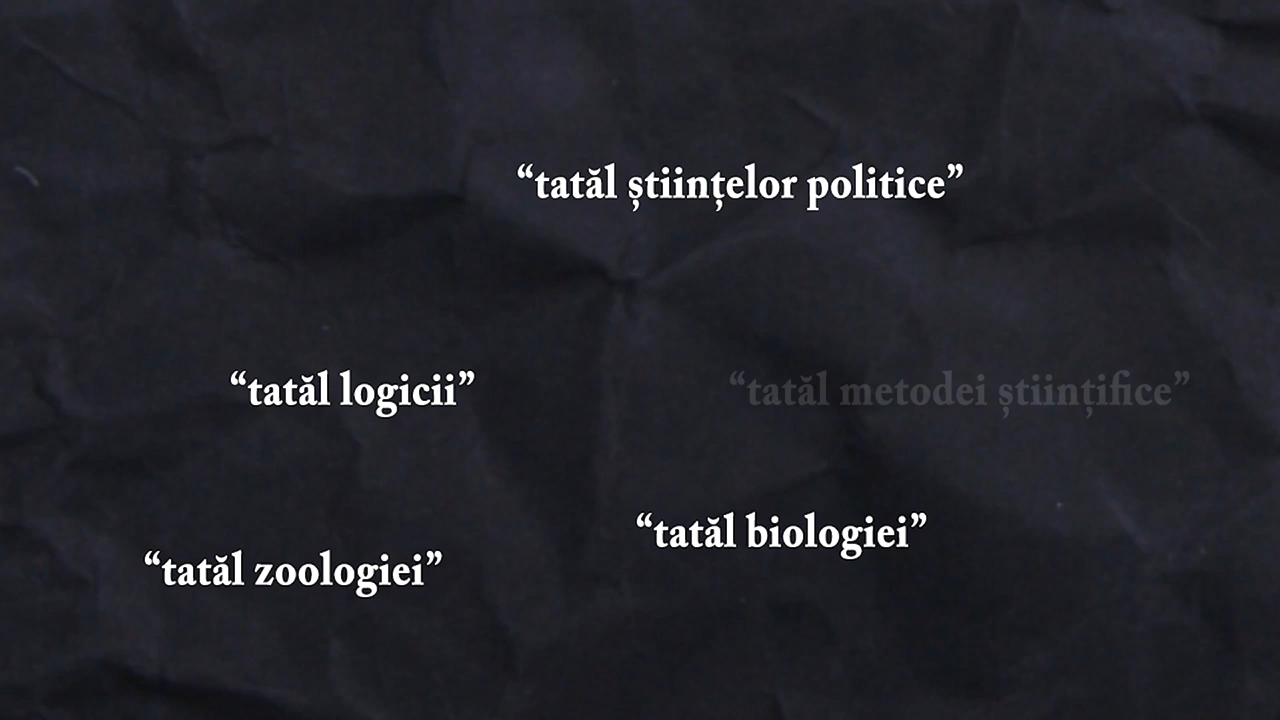 “tatăl științelor politice”
“tatăl logicii”
“tatăl metodei științifice”
“tatăl biologiei”
“tatăl zoologiei”